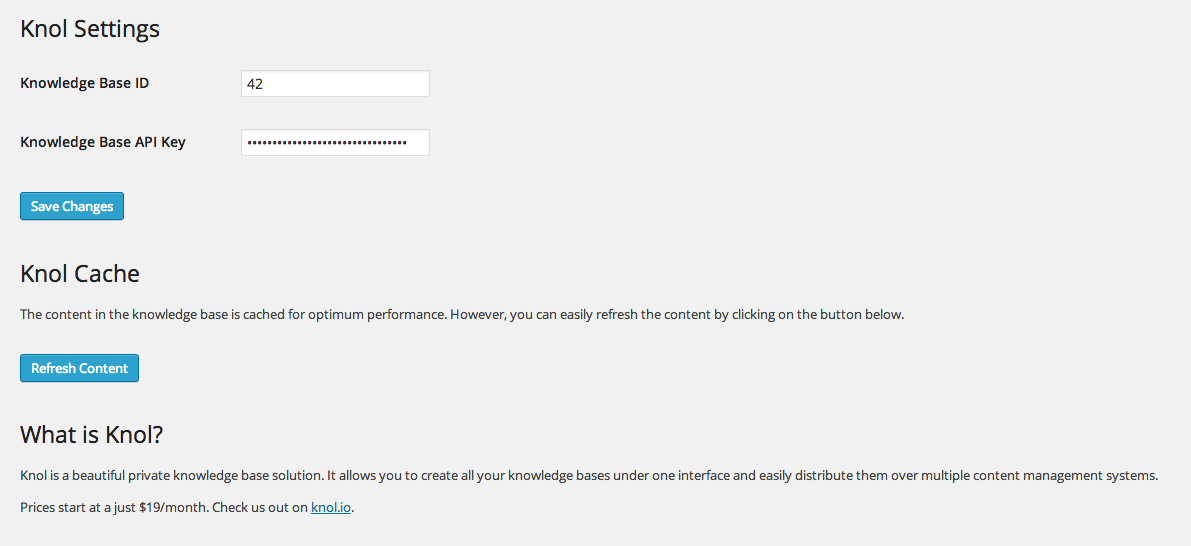 Knol Settings
Knowledge Base ID
42
Knowledge Base API Key
••••••••••••••••••••••••••••••••
Save Changes
Knol Cache
The content in the knowledge base is cached for optimum performance. However, you can easily refresh the content by clicking on the button below.
Refresh Content
What is Knol?
Knol is a beautiful private knowledge base solution. It allows you to create all your knowledge bases under one interface and easily distribute them over multiple content management systems.
Prices start at a just $19/month. Check us out on knol.io.